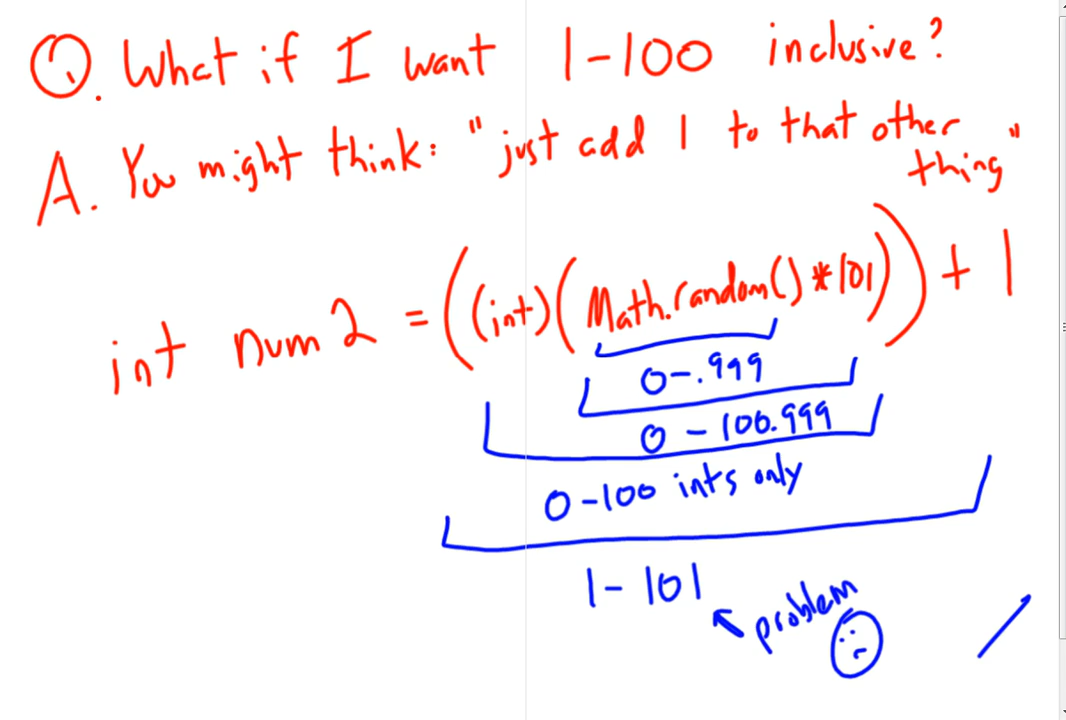 Q. What if I want 1-100 inclusive?
A. You might think: "just add 1 to that other
thing"
int num2 = ((int)(Math.random()*101)) + 1
0-.999
0 - 100.999
0-100 ints only
1-101
problem